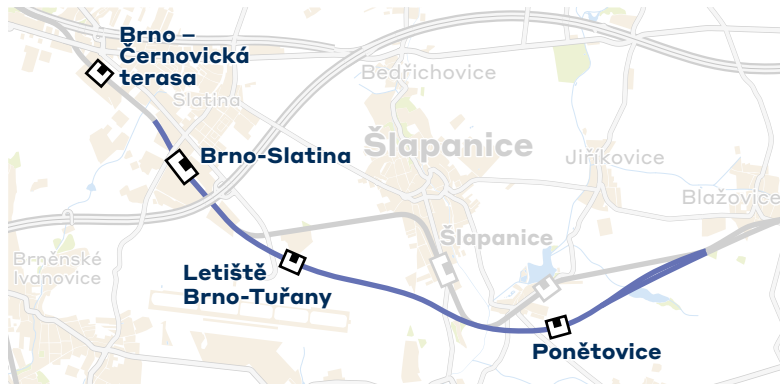 Brno –
Černovická
terasa
Bedřichovice
Slatina
Šlapanice
Brno-Slatina
Jiříkovice
Blažovice
Šlapanice
Brněnské
Ivanovice
Letiště
Brno-Tuřany
Ponětovice